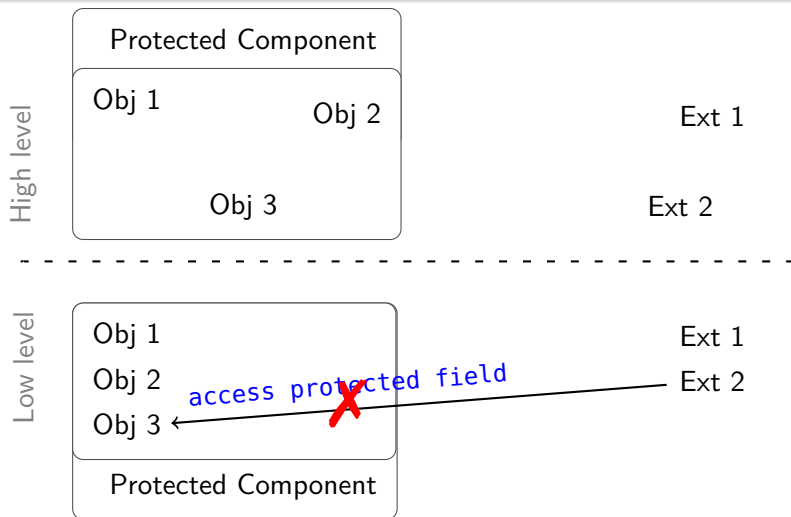 Protected Component
High level
Obj 1
Obj 2
Ext 1
Obj 3
Ext 2
Low level
Obj 1
Ext 1
Obj 2
access protected field
Ext 2
Obj 3
Protected Component